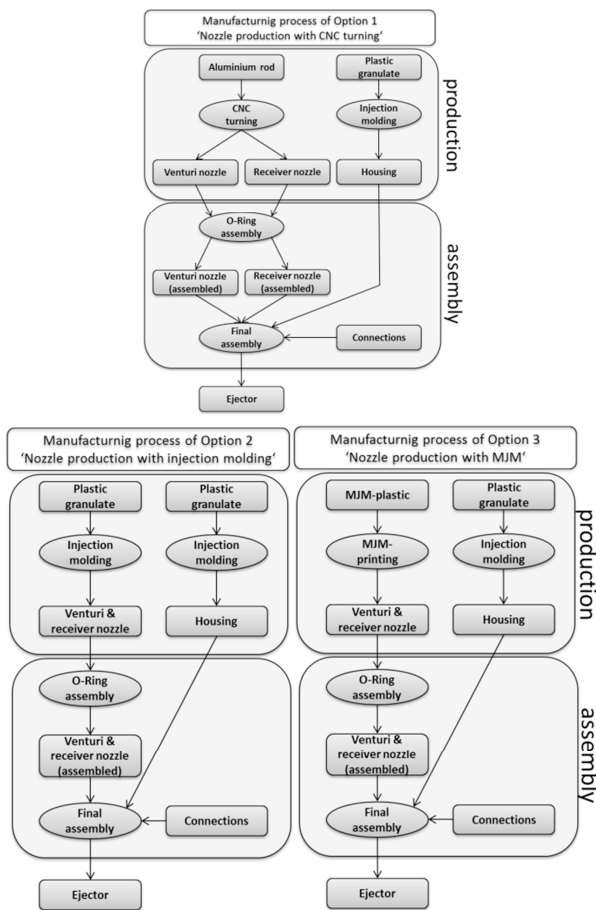 Manufacturnig process of Option 1
‘Nozzle production with CNC turning‘
Aluminium rod
Plastic
granulate
CNC
turning
Injection
molding
Venturi nozzle
Receiver nozzle
Housing
production
O-Ring
assembly
Venturi nozzle
(assembled)
Receiver nozzle
(assembled)
Final
assembly
Connections
assembly
Ejector
Manufacturnig process of Option 2
‘Nozzle production with injection molding‘
Plastic
granulate
Plastic
granulate
Injection
molding
Injection
molding
Venturi &
receiver nozzle
Housing
O-Ring
assembly
Venturi &
receiver nozzle
(assembled)
Final
assembly
Connections
Ejector
Manufacturnig process of Option 3
‘Nozzle production with MJM‘
MJM-plastic
Plastic
granulate
MJM-
printing
Injection
molding
Venturi &
receiver nozzle
Housing
production
O-Ring
assembly
Venturi &
receiver nozzle
(assembled)
Final
assembly
Connections
assembly
Ejector